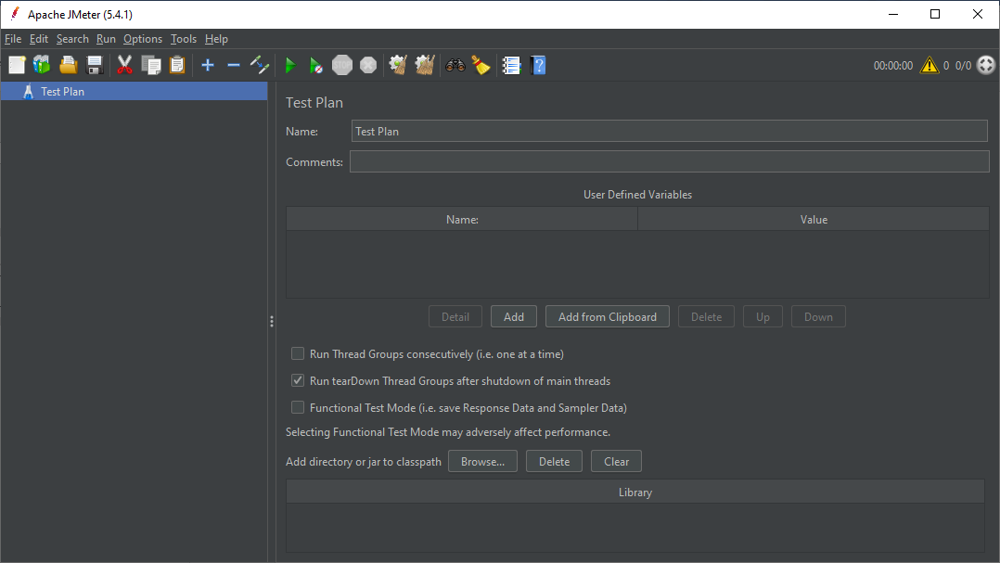 Apache JMeter (5.4.1)
File Edit Search Run Options Tools Help
STOP 00:00:00 0 0/0
Test Plan
Test Plan
Name: Test Plan
Comments:
User Defined Variables
Name: Value
Detail Add Add from Clipboard Delete Up Down
Run Thread Groups consecutively (i.e. one at a time)
Run tearDown Thread Groups after shutdown of main threads
Functional Test Mode (i.e. save Response Data and Sampler Data)
Selecting Functional Test Mode may adversely affect performance.
Add directory or jar to classpath Browse... Delete Clear
Library